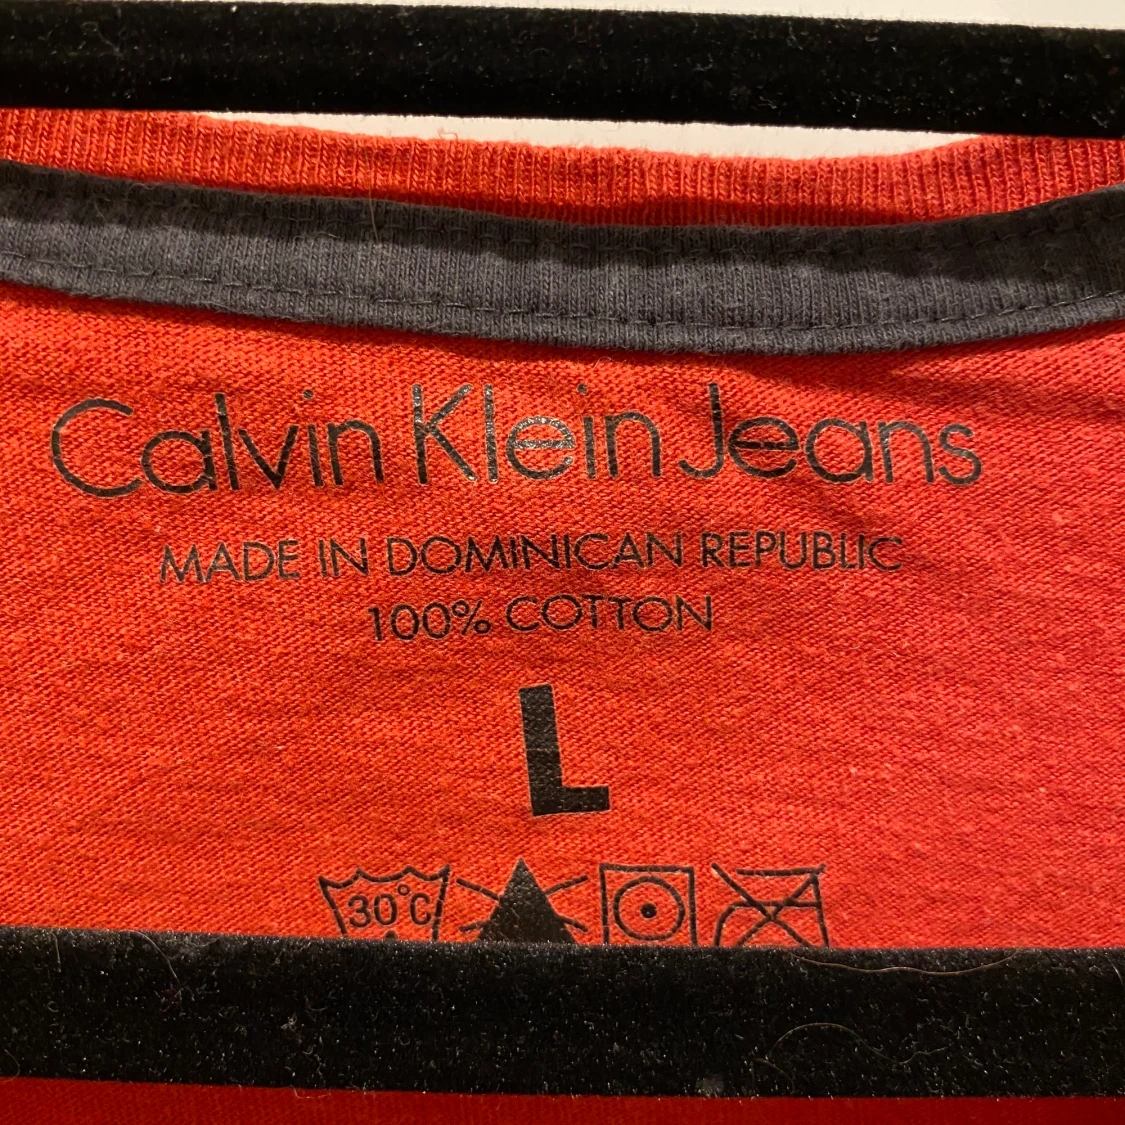 Calvin Klein Jeans
MADE IN DOMINICAN REPUBLIC
100% COTTON
L
30°C